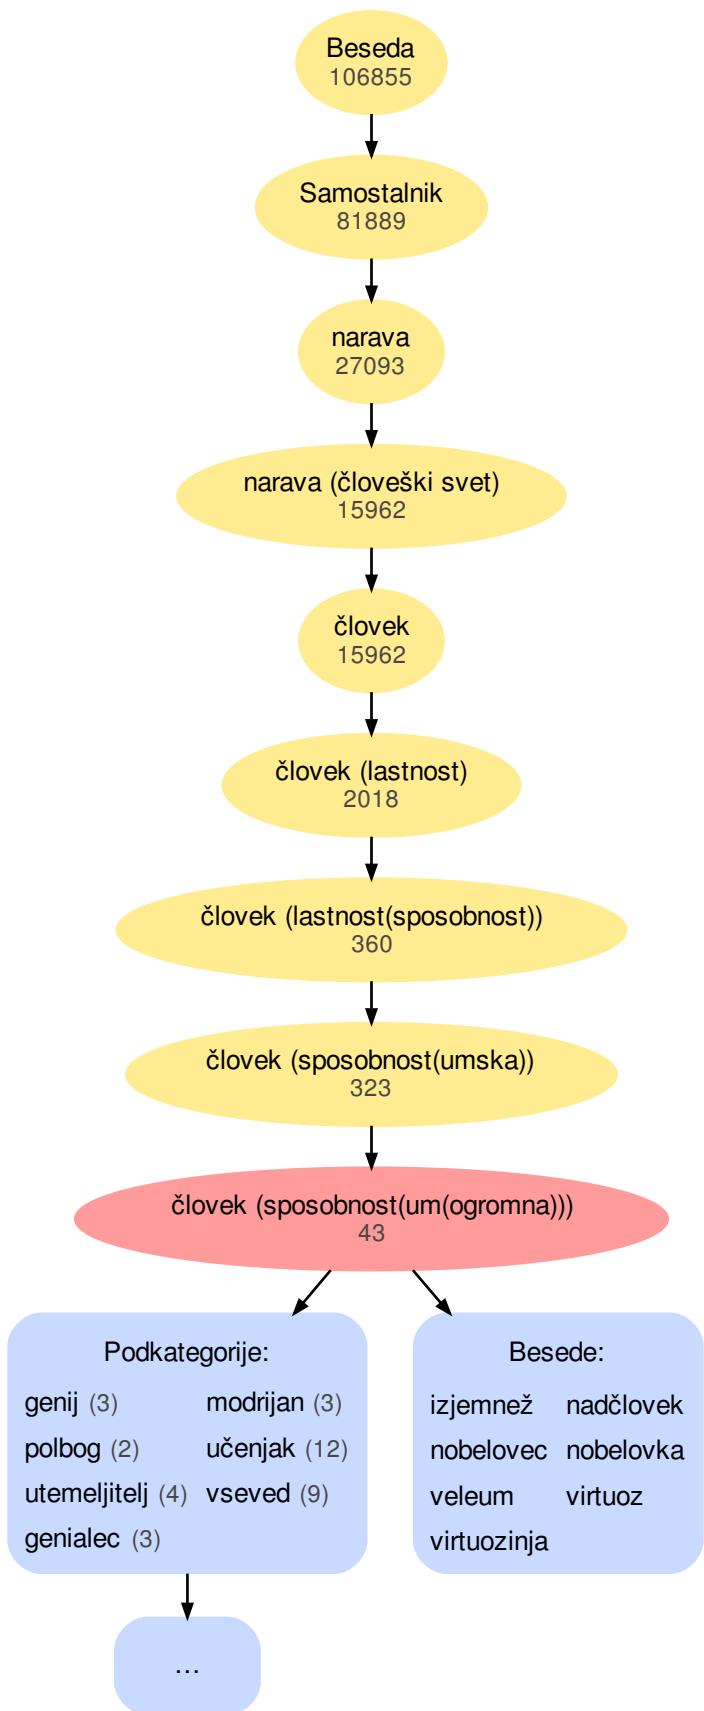 Beseda
106855
Samostalnik
81889
narava
27093
narava (človeški svet)
15962
človek
15962
človek (lastnost)
2018
človek (lastnost(sposobnost))
360
človek (sposobnost(umska))
323
človek (sposobnost(um(ogromna)))
43
Podkategorije:
genij (3) modrijan (3)
polbog (2) učenjak (12)
utemeljitelj (4) vseved (9)
genialec (3)
...
Besede:
izjemnež nadčlovek
nobelovec nobelovka
veleum virtuoz
virtuozinja